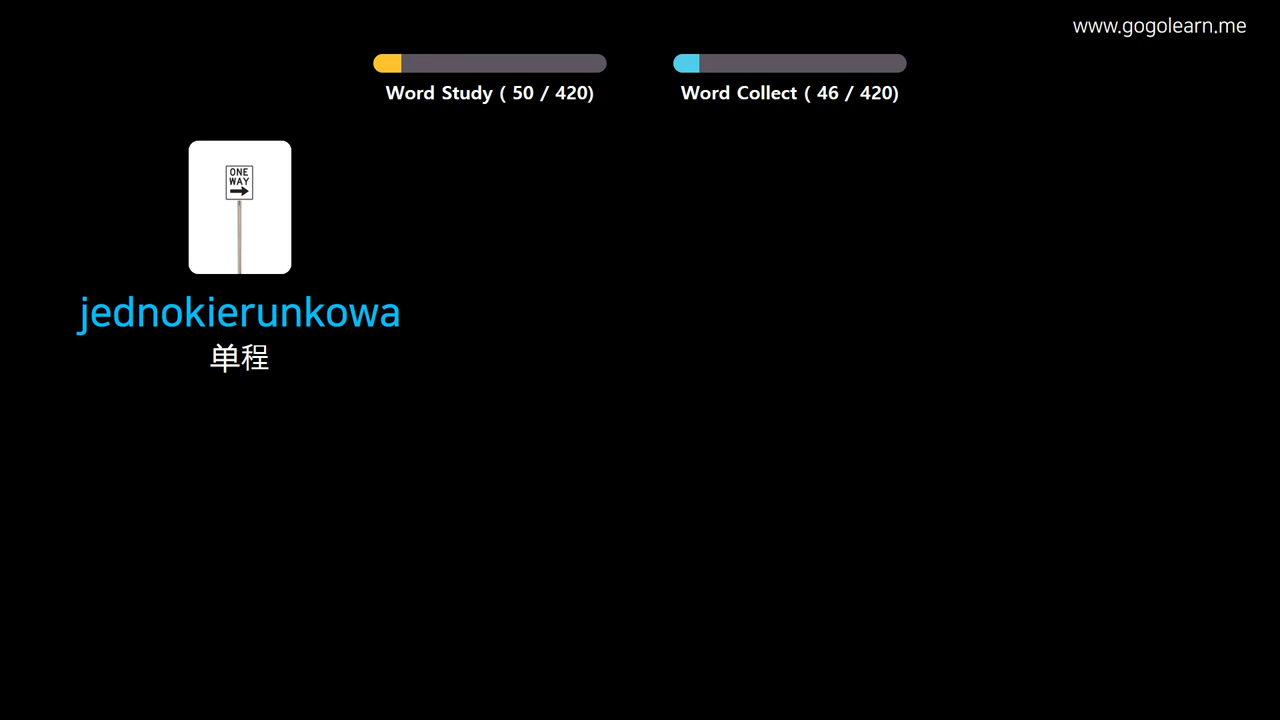 www.gogolearn.me
Word Study ( 50 / 420)
Word Collect ( 46 / 420)
ONE
WAY
jednokierunkowa
单程